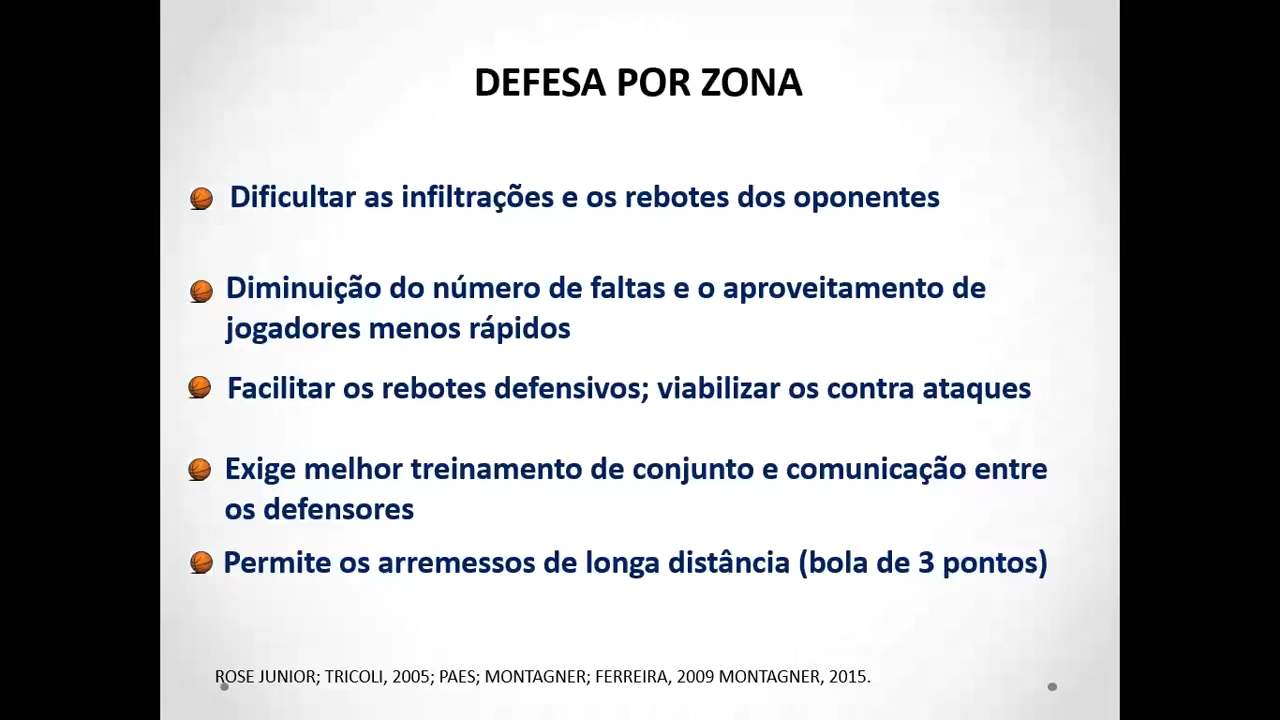 DEFESA POR ZONA
Dificultar as infiltrações e os rebotes dos oponentes
Diminuição do número de faltas e o aproveitamento de
jogadores menos rápidos
Facilitar os rebotes defensivos; viabilizar os contra ataques
Exige melhor treinamento de conjunto e comunicação entre
os defensores
Permite os arremessos de longa distância (bola de 3 pontos)
ROSE JUNIOR; TRICOLI, 2005; PAES; MONTAGNER; FERREIRA, 2009 MONTAGNER, 2015.